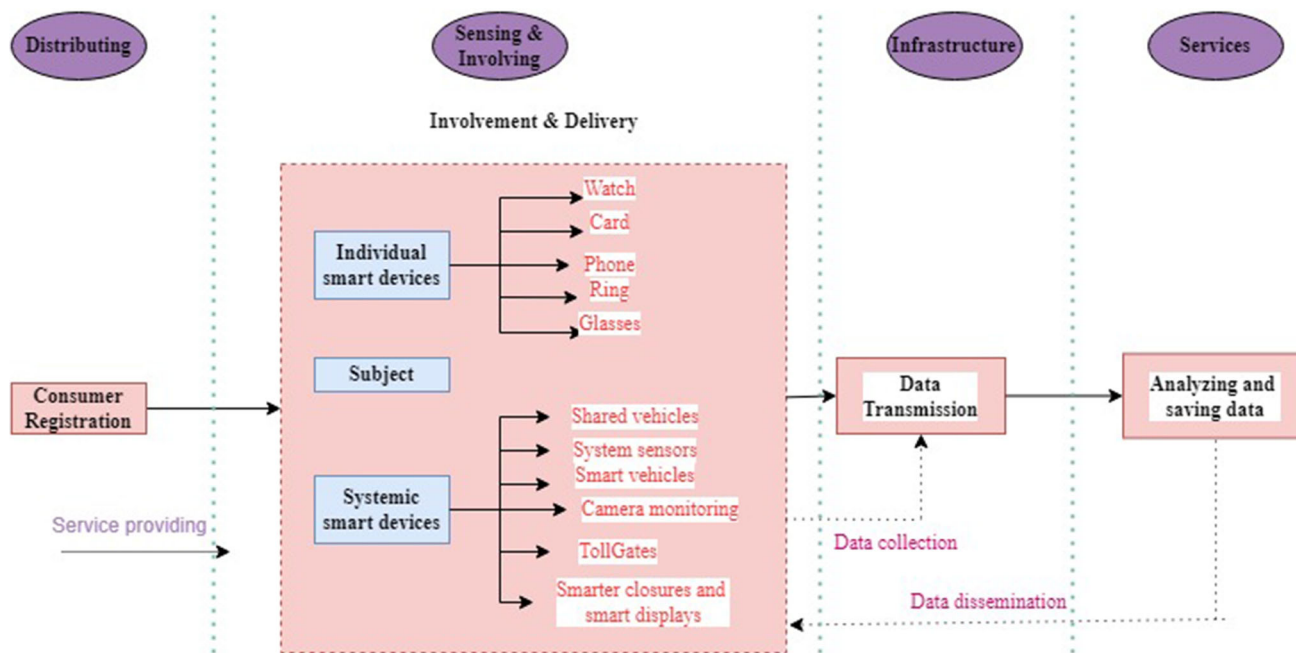 Distributing
Sensing &
Involving
Infrastructure
Services
Involvement & Delivery
Individual
smart devices
Watch
Card
Phone
Ring
Glasses
Subject
Consumer
Registration
Systemic
smart devices
Shared vehicles
System sensors
Smart vehicles
Camera monitoring
TollGates
Smarter closures and
smart displays
Data
Transmission
Analyzing and
saving data
Service providing
Data collection
Data dissemination